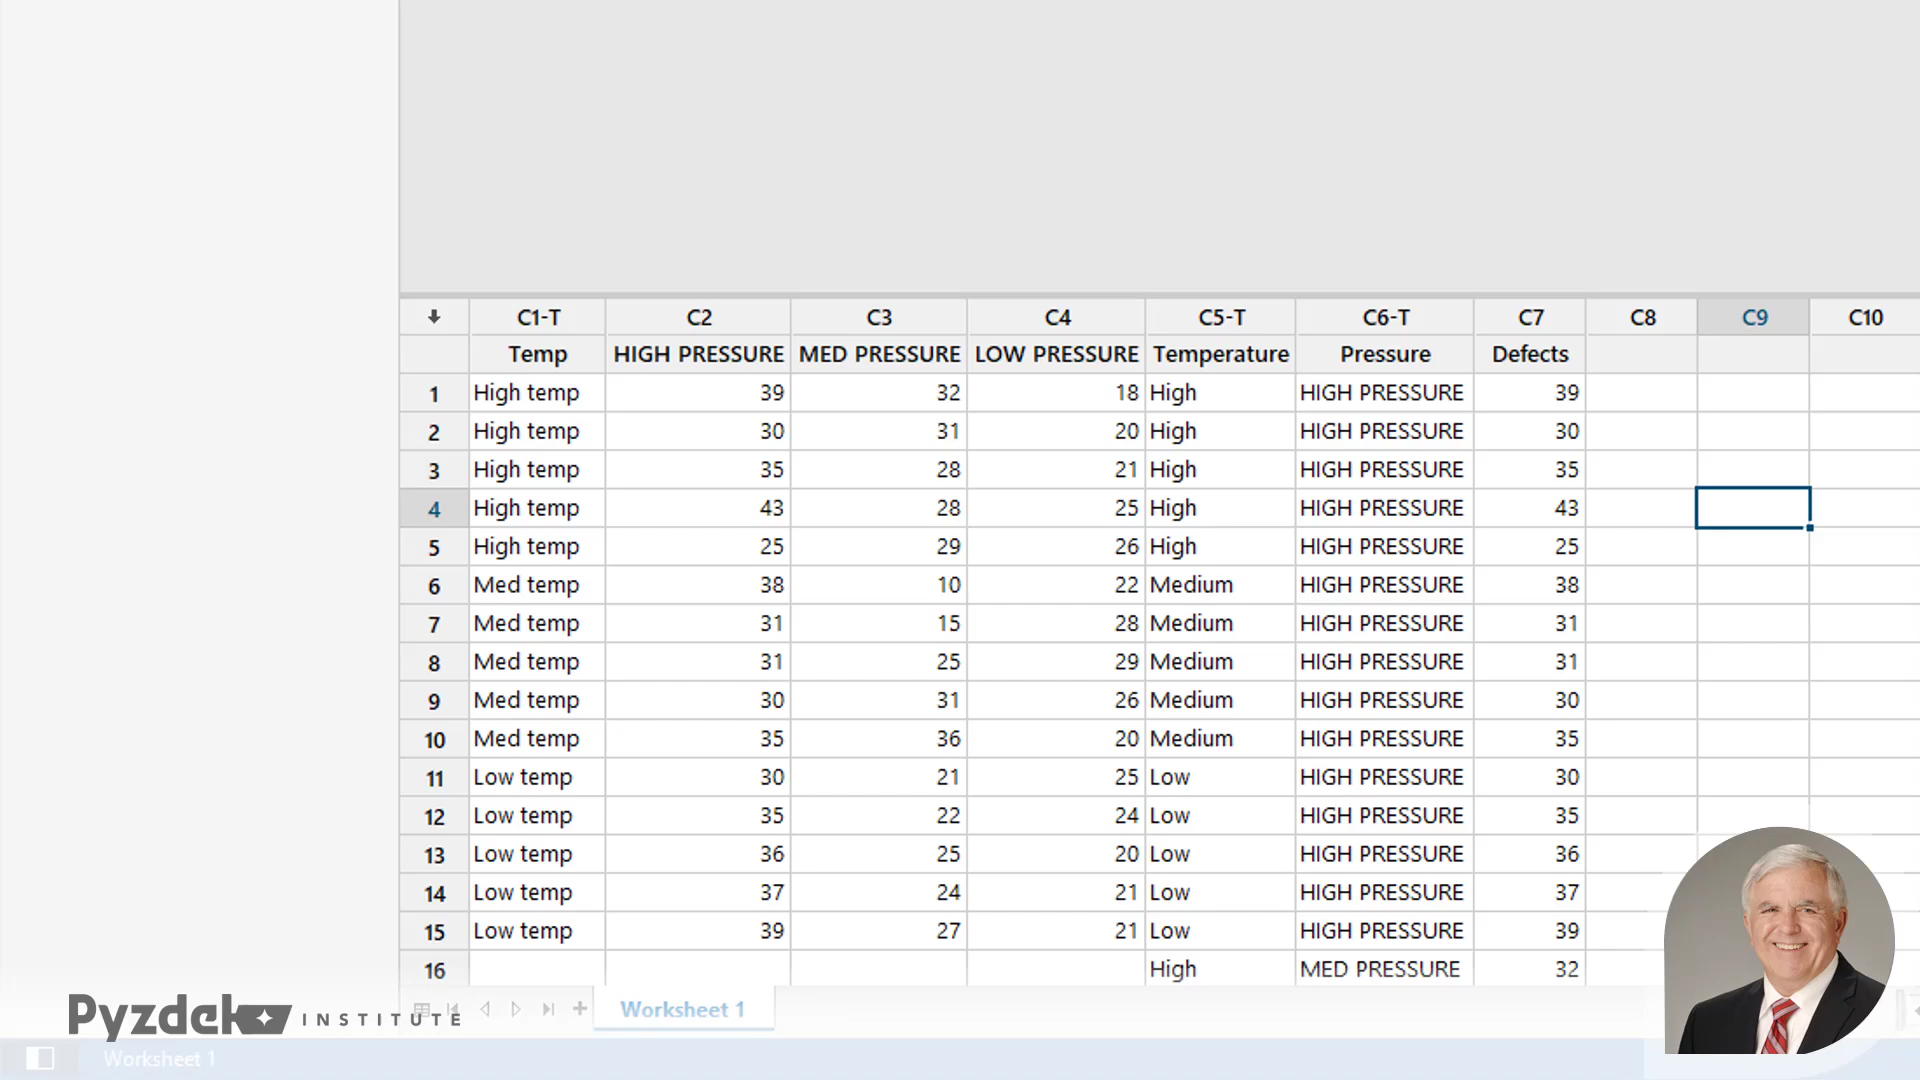 C1-T C2 C3 C4 C5-T C6-T C7 C8 C9 C10
Temp HIGH PRESSURE MED PRESSURE LOW PRESSURE Temperature Pressure Defects
1 High temp 39 32 18 High HIGH PRESSURE 39
2 High temp 30 31 20 High HIGH PRESSURE 30
3 High temp 35 28 21 High HIGH PRESSURE 35
4 High temp 43 28 25 High HIGH PRESSURE 43
5 High temp 25 29 26 High HIGH PRESSURE 25
6 Med temp 38 10 22 Medium HIGH PRESSURE 38
7 Med temp 31 15 28 Medium HIGH PRESSURE 31
8 Med temp 31 25 29 Medium HIGH PRESSURE 31
9 Med temp 30 31 26 Medium HIGH PRESSURE 30
10 Med temp 35 36 20 Medium HIGH PRESSURE 35
11 Low temp 30 21 25 Low HIGH PRESSURE 30
12 Low temp 35 22 24 Low HIGH PRESSURE 35
13 Low temp 36 25 20 Low HIGH PRESSURE 36
14 Low temp 37 24 21 Low HIGH PRESSURE 37
15 Low temp 39 27 21 Low HIGH PRESSURE 39
16 High MED PRESSURE 32
Pyzdek INSTITUTE
Worksheet 1
Worksheet 1